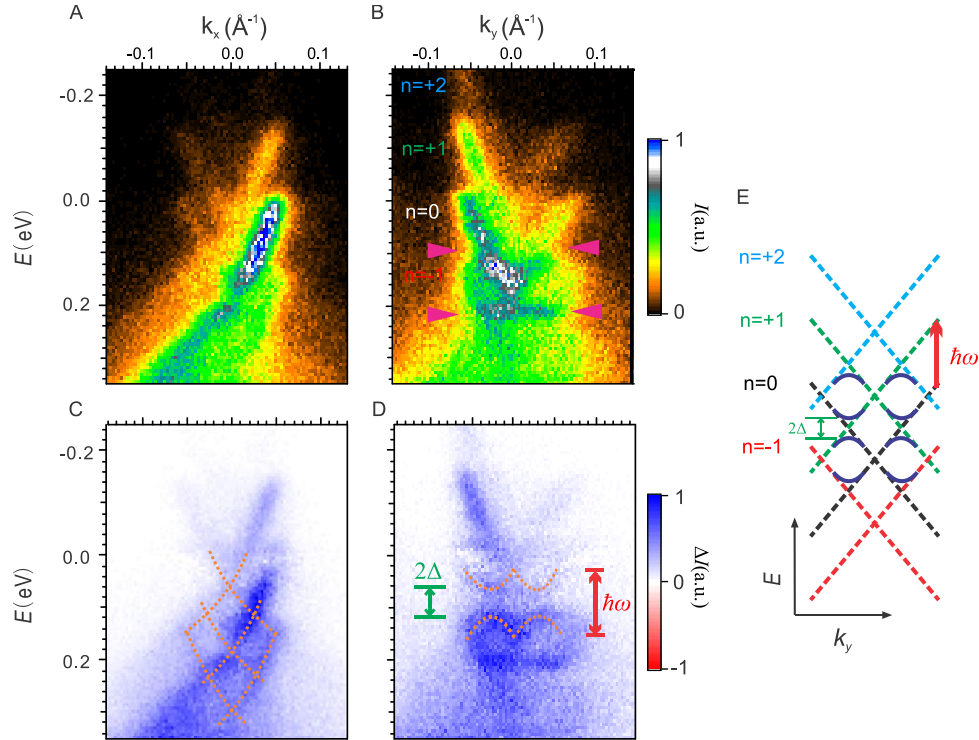 A
k_x (Å⁻¹)
-0.1
0.0
0.1
B
k_y (Å⁻¹)
-0.1
0.0
0.1
E(eV)
-0.2
0.0
0.2
n=+2
n=+1
n=0
n=-1
1
I(a.u.)
0
C
E(eV)
-0.2
0.0
0.2
D
2Δ
ħω
1
ΔI(a.u.)
0
-1
E
n=+2
n=+1
n=0
2Δ
n=-1
ħω
E
k_y